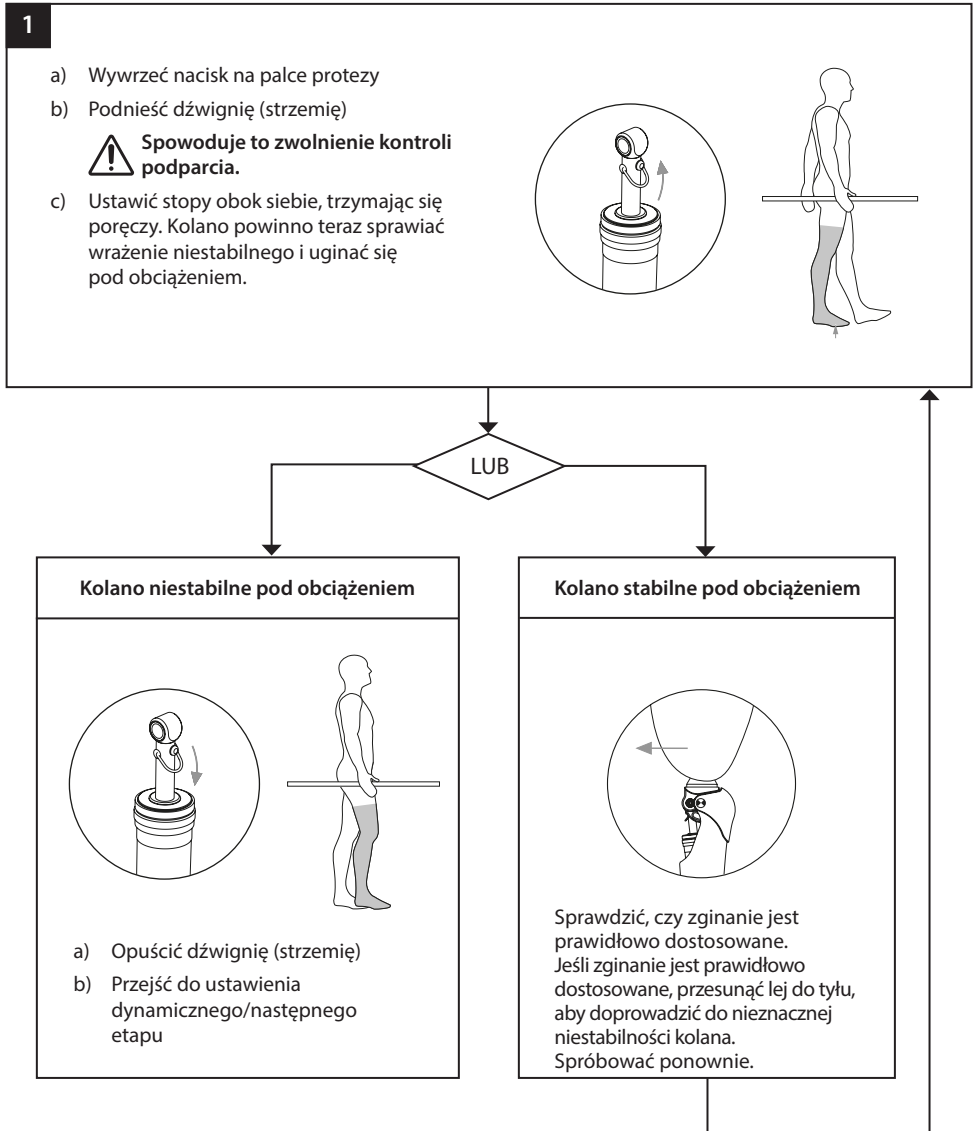 1
a) Wywrzeć nacisk na palce protezy
b) Podnieść dźwignię (strzemię)
Spowoduje to zwolnienie kontroli
podparcia.
c) Ustawić stopy obok siebie, trzymając się
poręczy. Kolano powinno teraz sprawiać
wrażenie niestabilnego i uginać się
pod obciążeniem.
LUB
Kolano niestabilne pod obciążeniem
a) Opuścić dźwignię (strzemię)
b) Przejść do ustawienia
dynamicznego/następnego
etapu
Kolano stabilne pod obciążeniem
Sprawdzić, czy zginanie jest
prawidłowo dostosowane.
Jeśli zginanie jest prawidłowo
dostosowane, przesunąć lej do tyłu,
aby doprowadzić do nieznacznej
niestabilności kolana.
Spróbować ponownie.